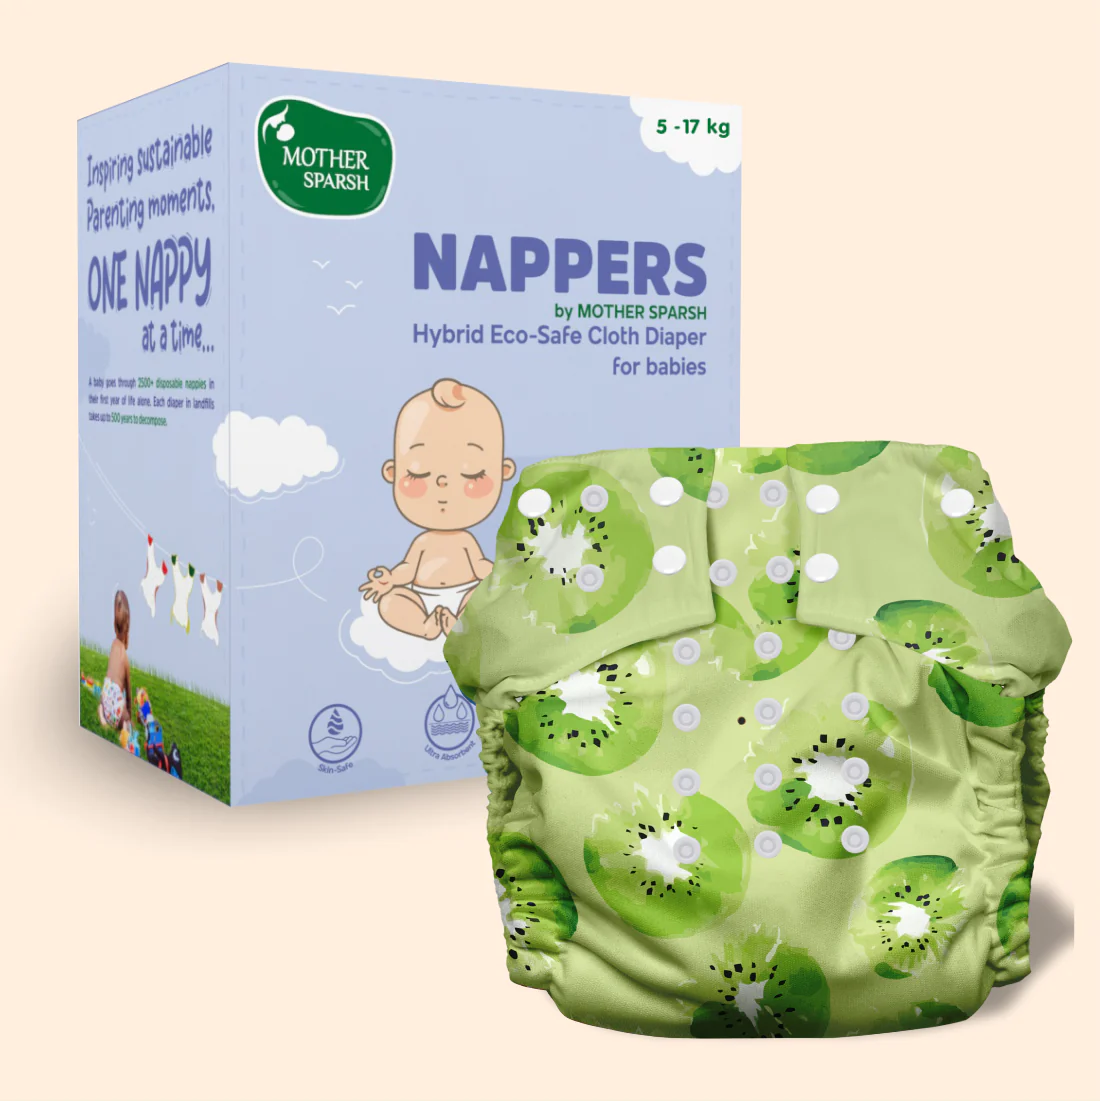 Inspiring sustainable
Parenting moments,
ONE NAPPY
at a time...
A baby goes through 2500+ disposable nappies in
their first year of life alone. Each diaper in landfills
takes up to 500 years to decompose.
MOTHER
SPARSH
5 -17 kg
NAPPERS
by MOTHER SPARSH
Hybrid Eco-Safe Cloth Diaper
for babies
Skin-Safe
Ultra Absorbent